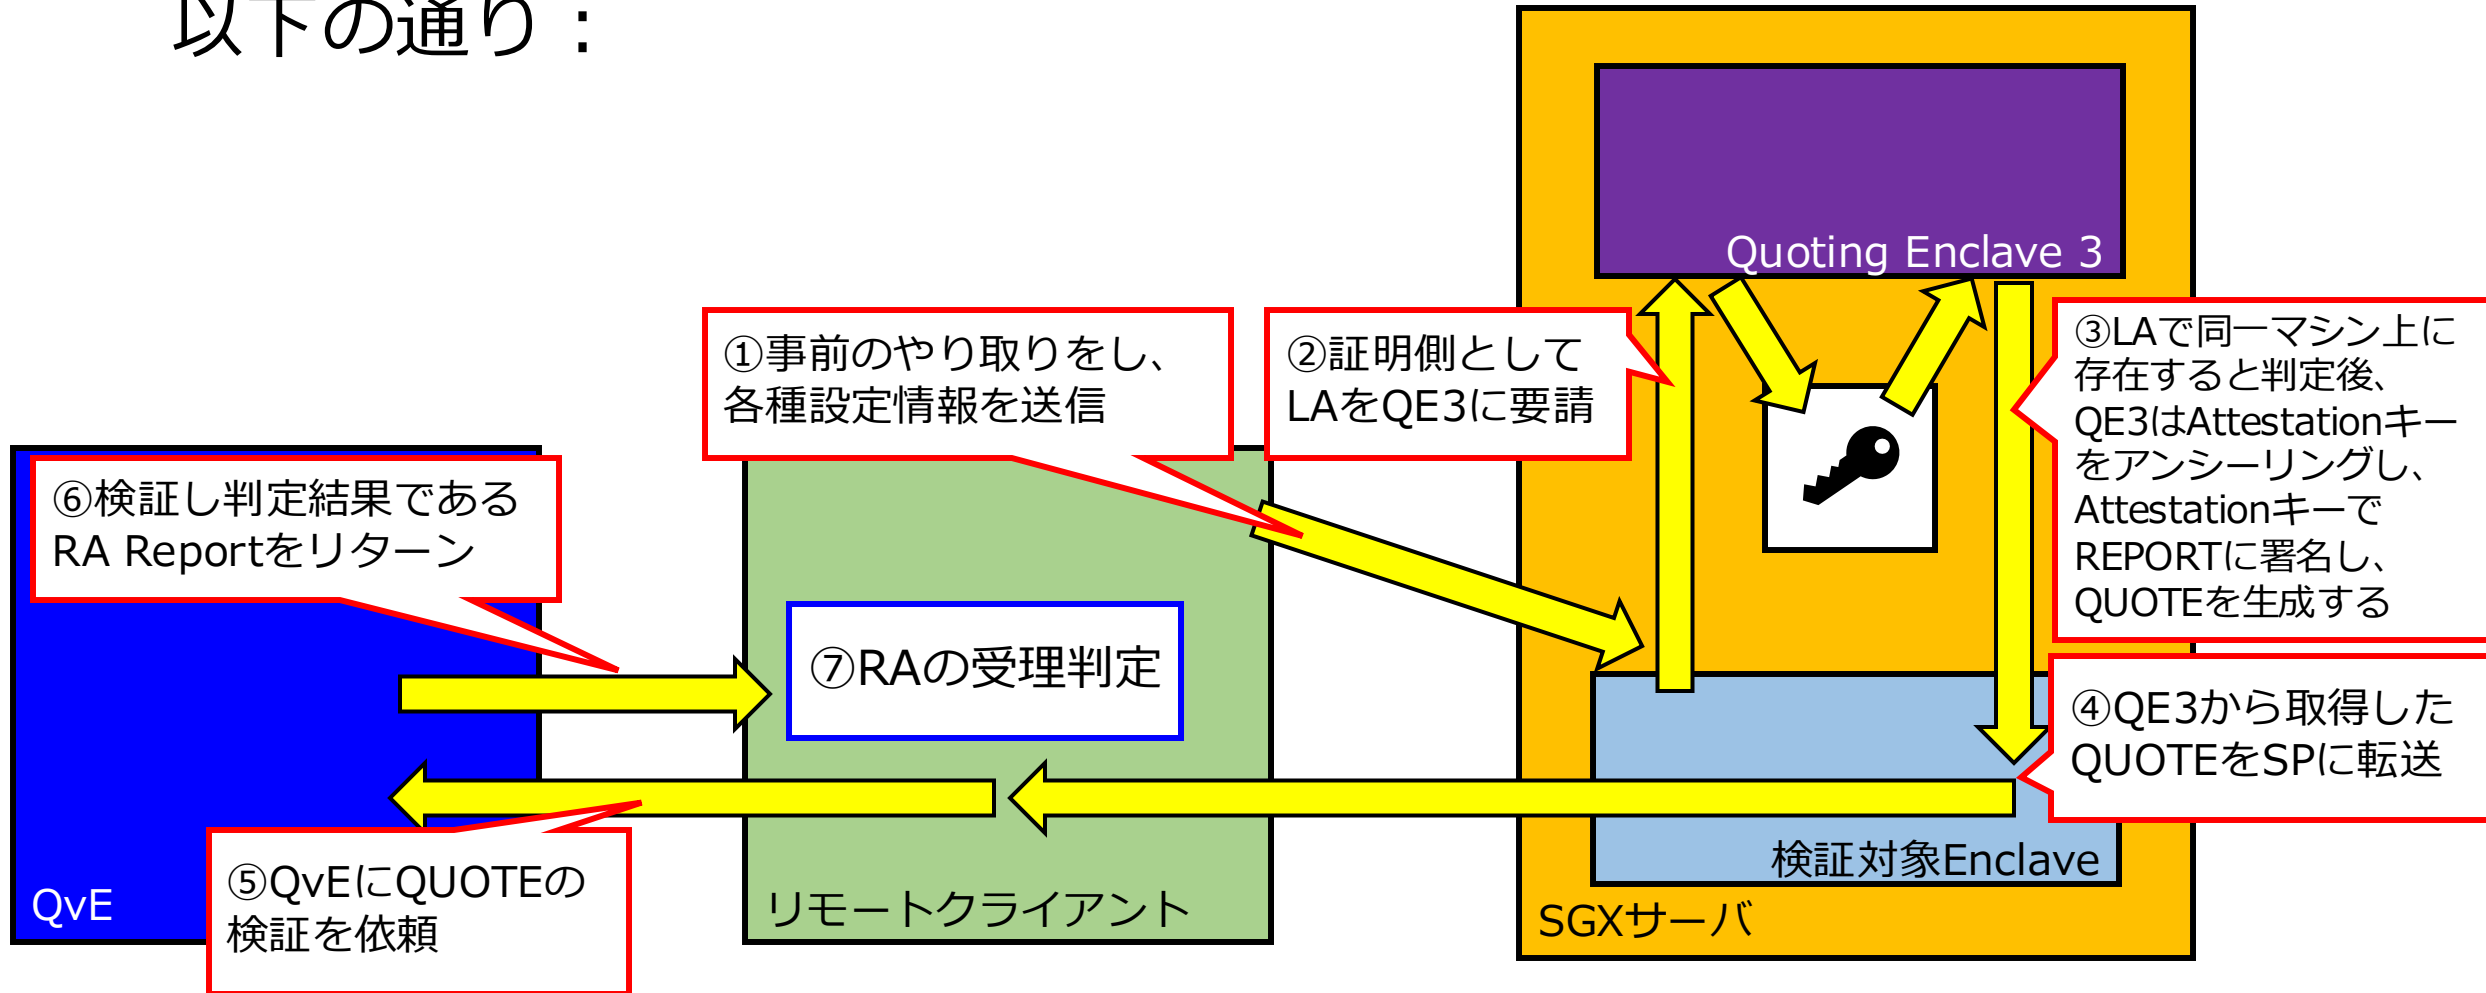 以下の通り：
Quoting Enclave 3
①事前のやり取りをし、
各種設定情報を送信
②証明側として
LAをQE3に要請
③LAで同一マシン上に
存在すると判定後、
QE3はAttestationキー
をアンシーリングし、
Attestationキーで
REPORTに署名し、
QUOTEを生成する
⑥検証し判定結果である
RA Reportをリターン
⑦RAの受理判定
④QE3から取得した
QUOTEをSPに転送
⑤QvEにQUOTEの
検証を依頼
QvE
リモートクライアント
検証対象Enclave
SGXサーバ